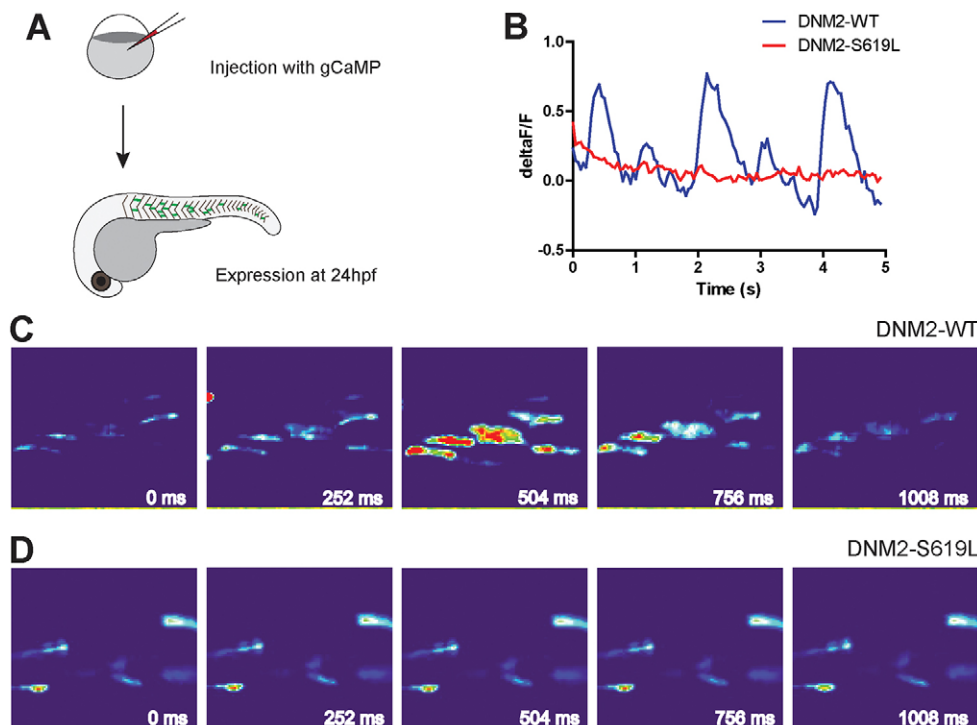 A
Injection with gCaMP
Expression at 24hpf
B
DNM2-WT
DNM2-S619L
1.0
0.5
0.0
-0.5
deltaF/F
0 1 2 3 4 5
Time (s)
C
DNM2-WT
0 ms
252 ms
504 ms
756 ms
1008 ms
D
DNM2-S619L
0 ms
252 ms
504 ms
756 ms
1008 ms